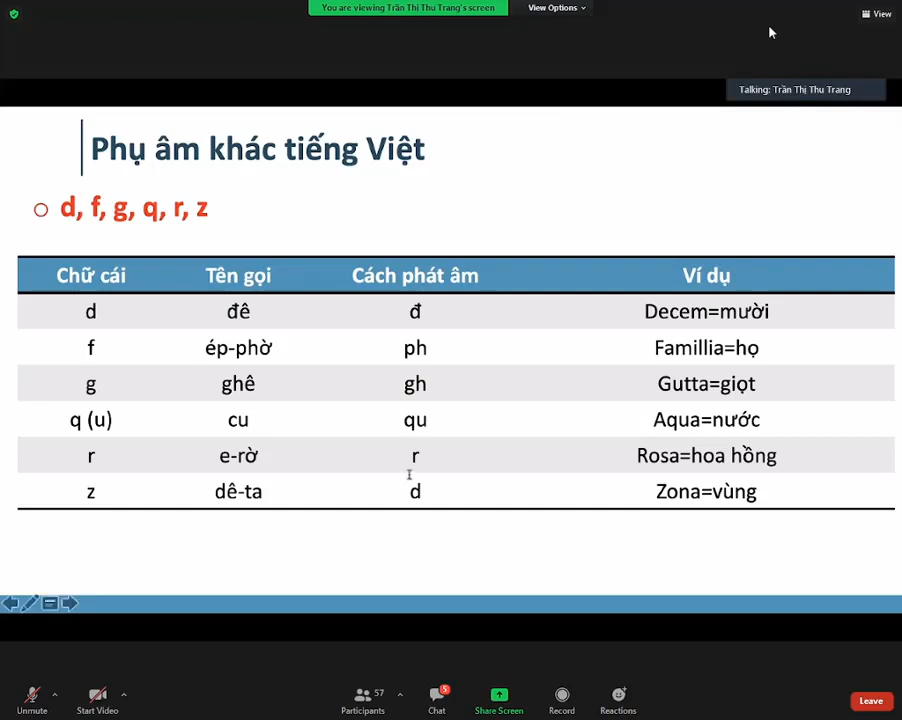 You are viewing Trần Thị Thu Trang's screen
View Options
View
Talking: Trần Thị Thu Trang
Phụ âm khác tiếng Việt
d, f, g, q, r, z
Chữ cái Tên gọi Cách phát âm Ví dụ
d đê đ Decem=mười
f ép-phờ ph Famillia=họ
g ghê gh Gutta=giọt
q (u) cu qu Aqua=nước
r e-rờ r Rosa=hoa hồng
z dê-ta d Zona=vùng
57
5
Unmute Start Video Participants Chat Share Screen Record Reactions Leave